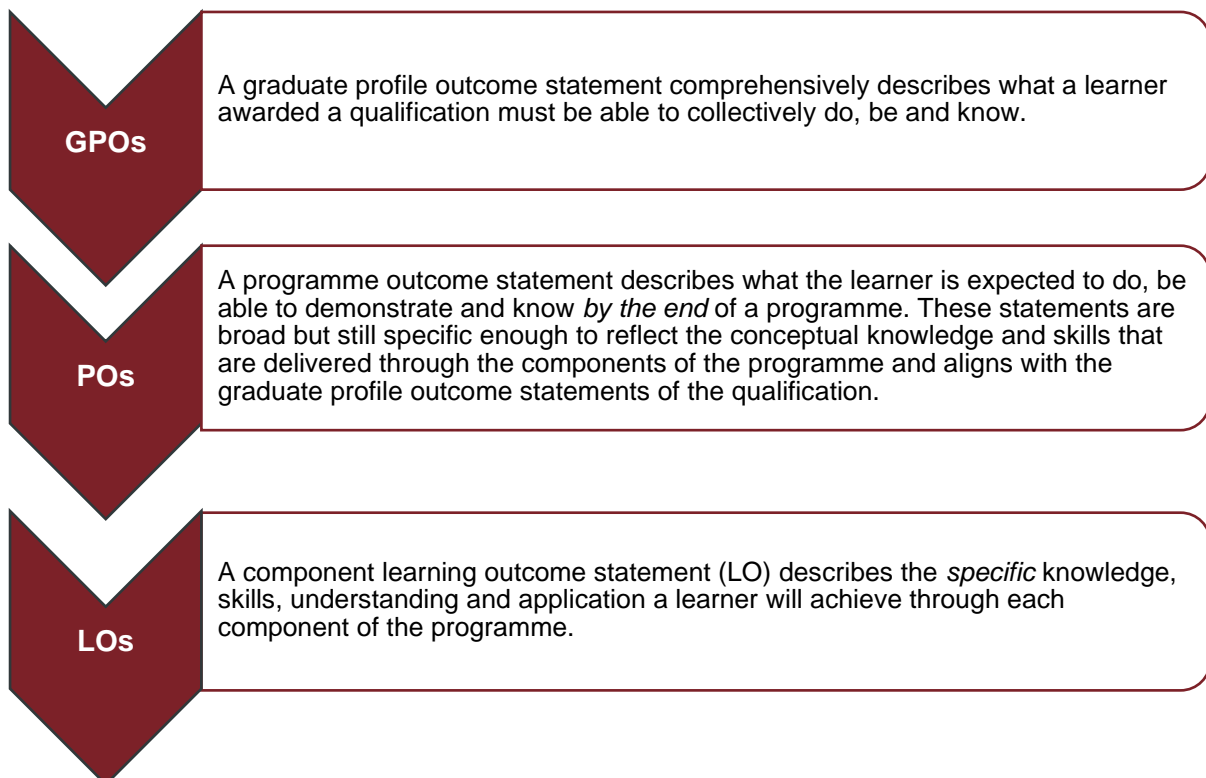 GPOs
A graduate profile outcome statement comprehensively describes what a learner
awarded a qualification must be able to collectively do, be and know.
POs
A programme outcome statement describes what the learner is expected to do, be
able to demonstrate and know by the end of a programme. These statements are
broad but still specific enough to reflect the conceptual knowledge and skills that
are delivered through the components of the programme and aligns with the
graduate profile outcome statements of the qualification.
LOs
A component learning outcome statement (LO) describes the specific knowledge,
skills, understanding and application a learner will achieve through each
component of the programme.